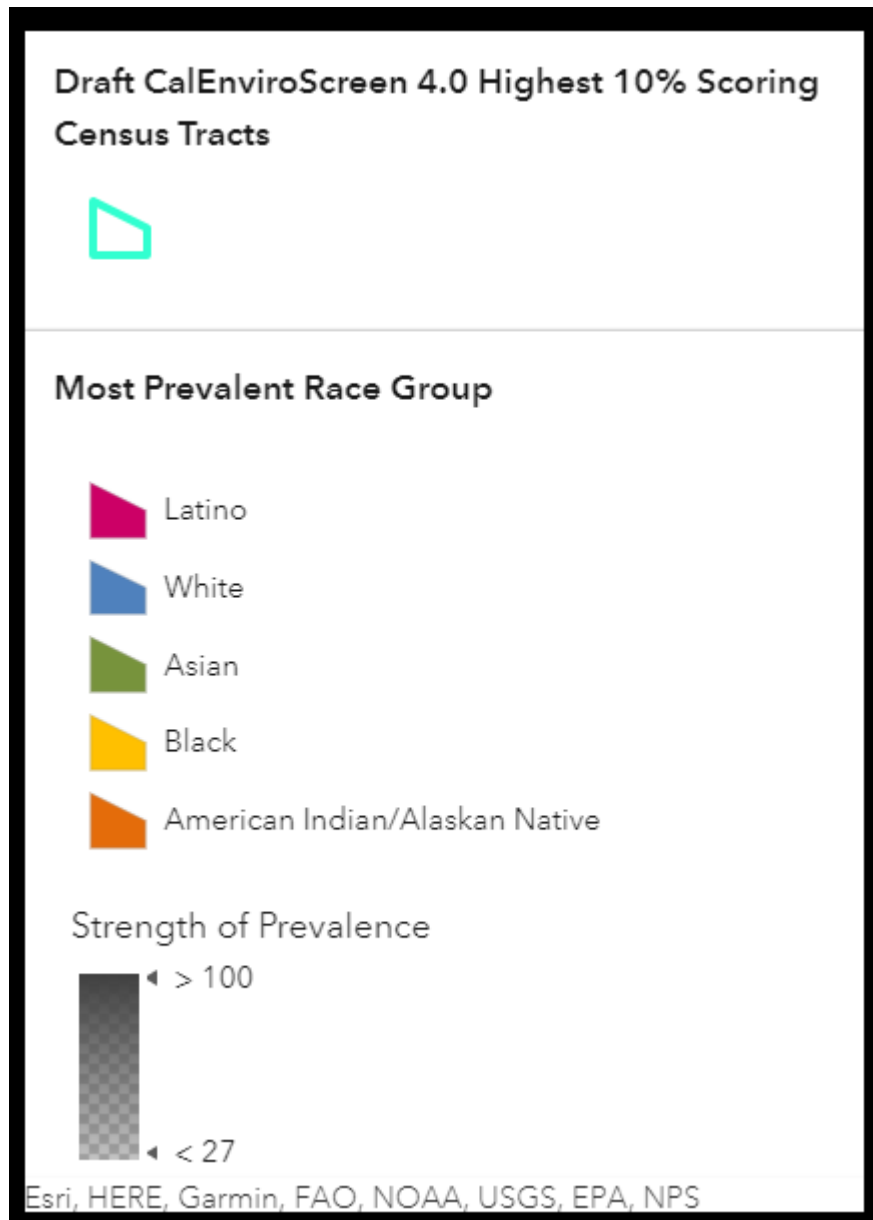 Draft CalEnviroScreen 4.0 Highest 10% Scoring
Census Tracts
Most Prevalent Race Group
Latino
White
Asian
Black
American Indian/Alaskan Native
Strength of Prevalence
> 100
< 27
Esri, HERE, Garmin, FAO, NOAA, USGS, EPA, NPS